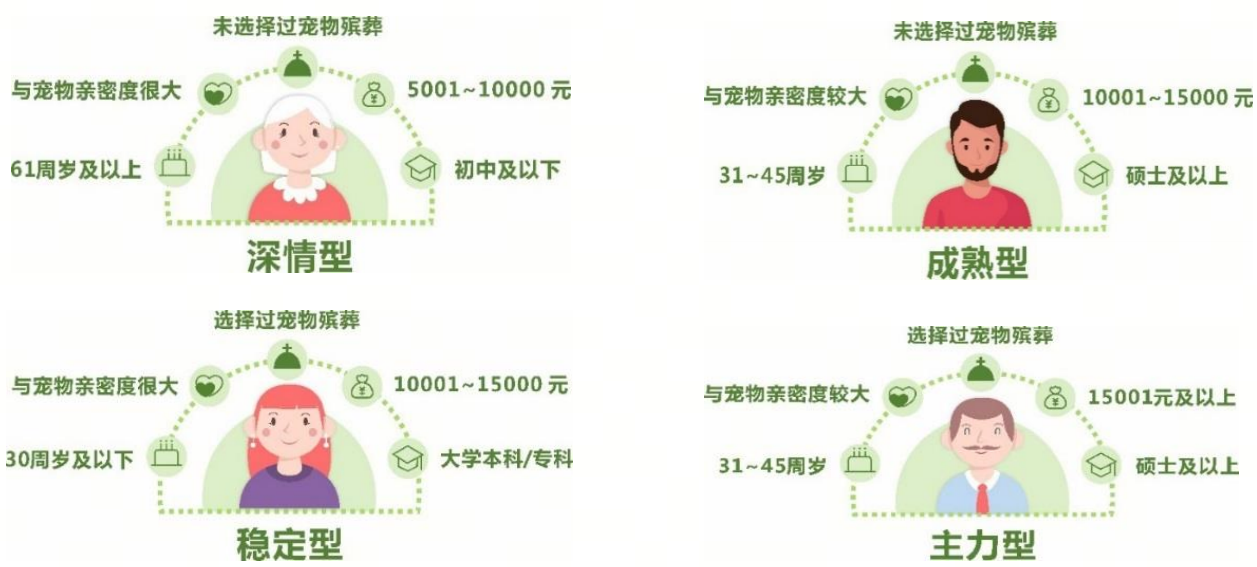 未选择过宠物殡葬
与宠物亲密度很大
5001~10000 元
61周岁及以上
初中及以下
深情型
未选择过宠物殡葬
与宠物亲密度较大
10001~15000 元
31~45周岁
硕士及以上
成熟型
选择过宠物殡葬
与宠物亲密度很大
10001~15000 元
30周岁及以下
大学本科/专科
稳定型
选择过宠物殡葬
与宠物亲密度较大
15001元及以上
31~45周岁
硕士及以上
主力型